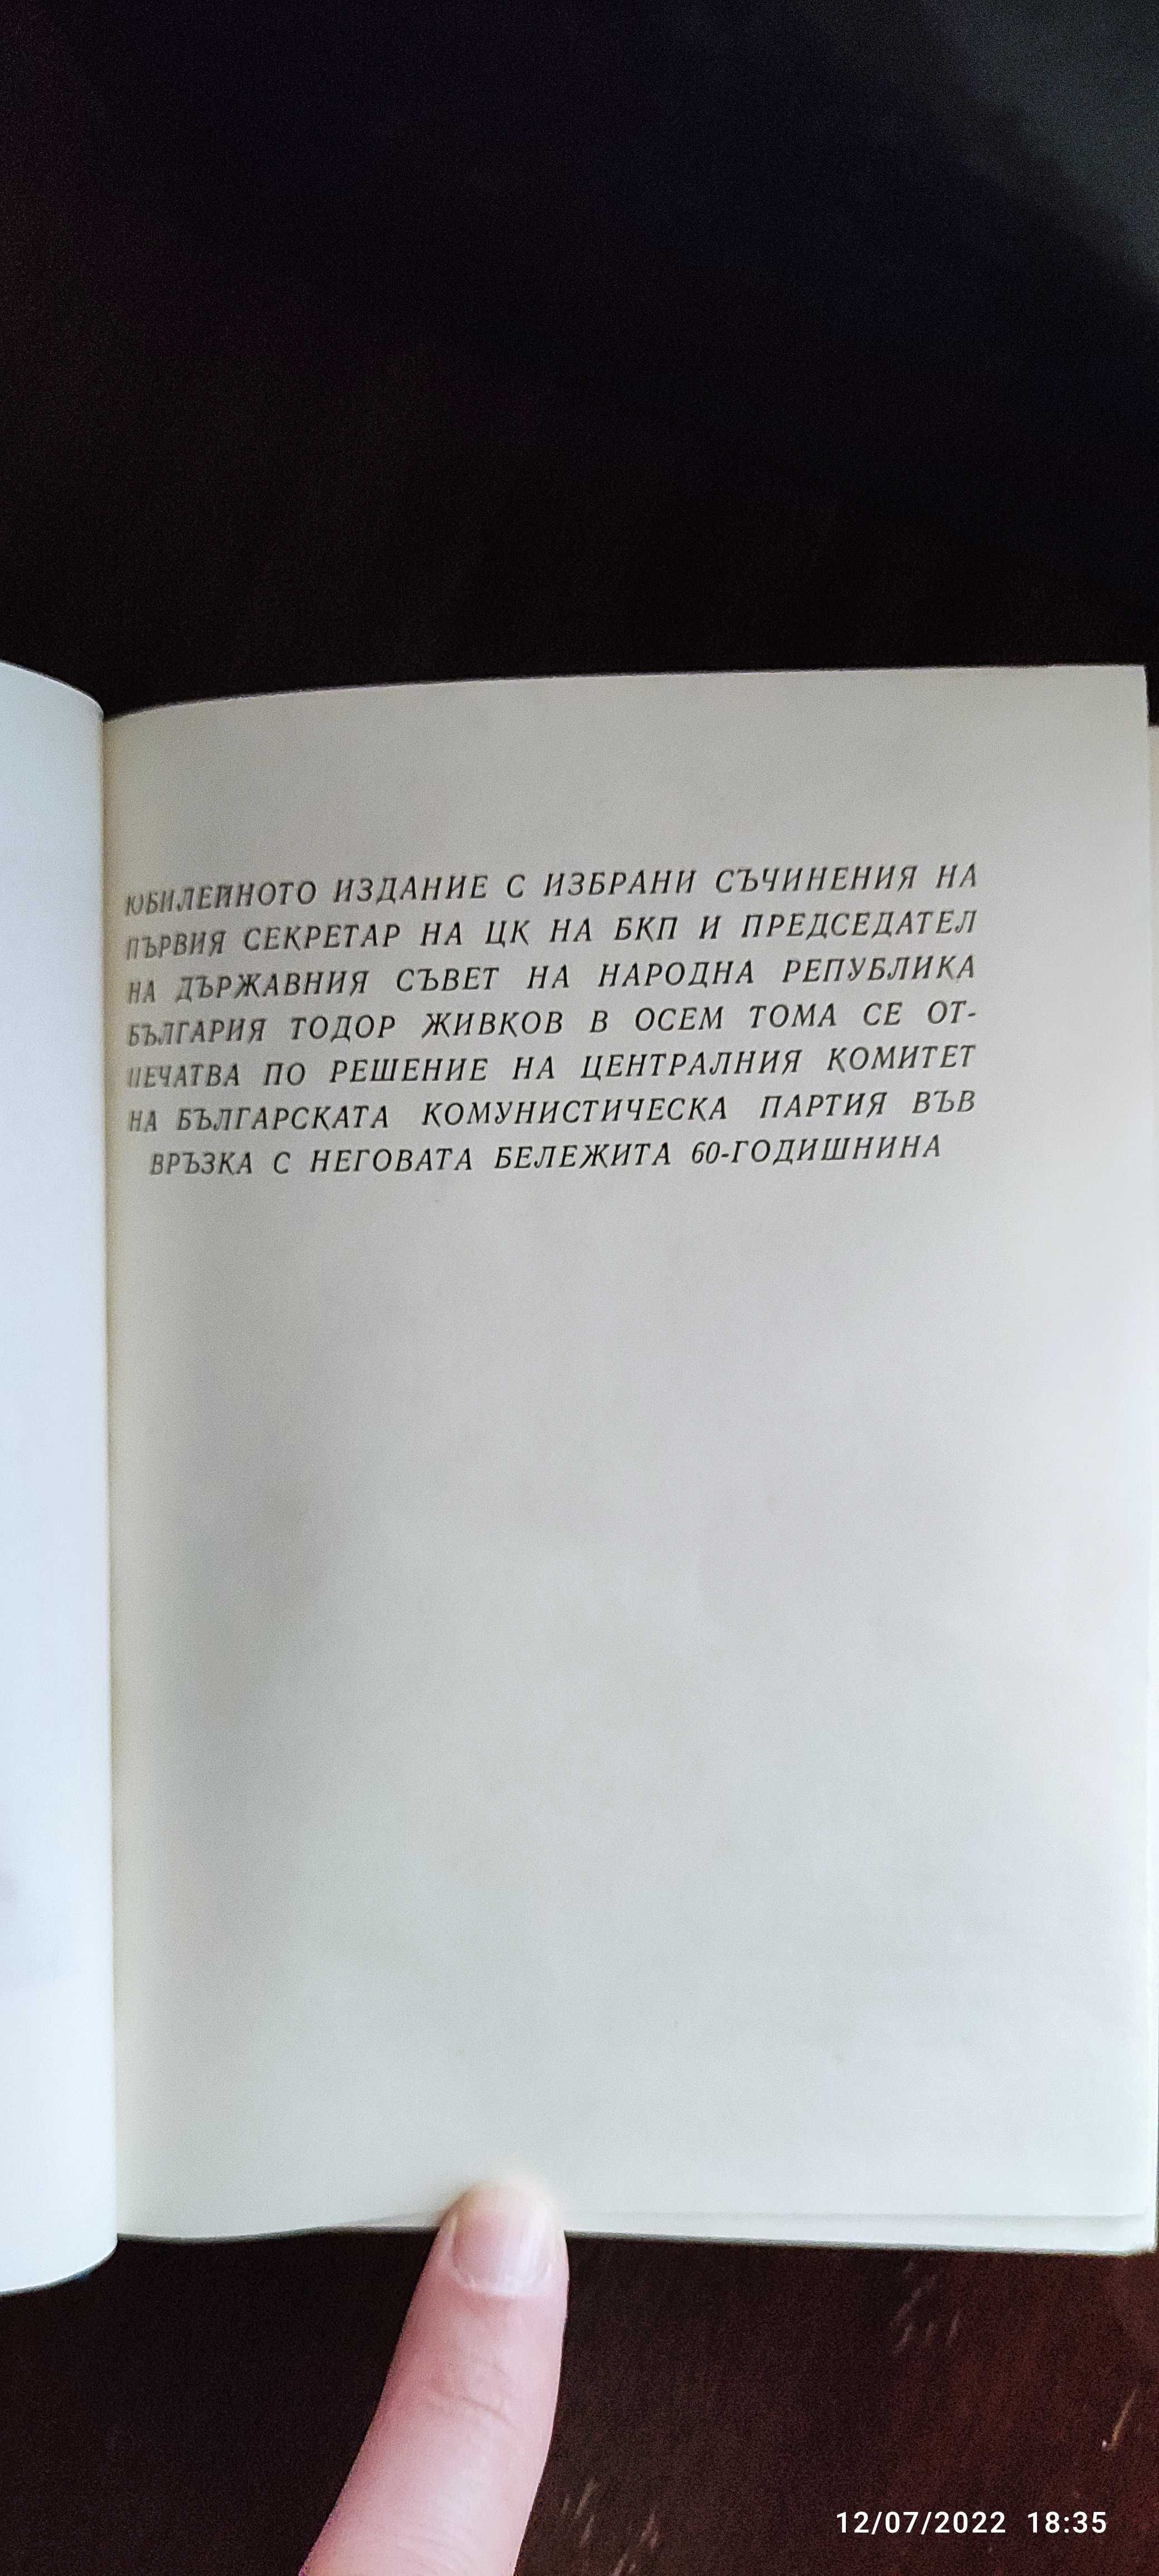 ЮБИЛЕЙНОТО ИЗДАНИЕ С ИЗБРАНИ СЪЧИНЕНИЯ НА
ПЪРВИЯ СЕКРЕТАР НА ЦК НА БКП И ПРЕДСЕДАТЕЛ
НА ДЪРЖАВНИЯ СЪВЕТ НА НАРОДНА РЕПУБЛИКА
БЪЛГАРИЯ ТОДОР ЖИВКОВ В ОСЕМ ТОМА СЕ ОТ-
ПЕЧАТВА ПО РЕШЕНИЕ НА ЦЕНТРАЛНИЯ КОМИТЕТ
НА БЪЛГАРСКАТА КОМУНИСТИЧЕСКА ПАРТИЯ ВЪВ
ВРЪЗКА С НЕГОВАТА БЕЛЕЖИТА 60-ГОДИШНИНА
12/07/2022 18:35